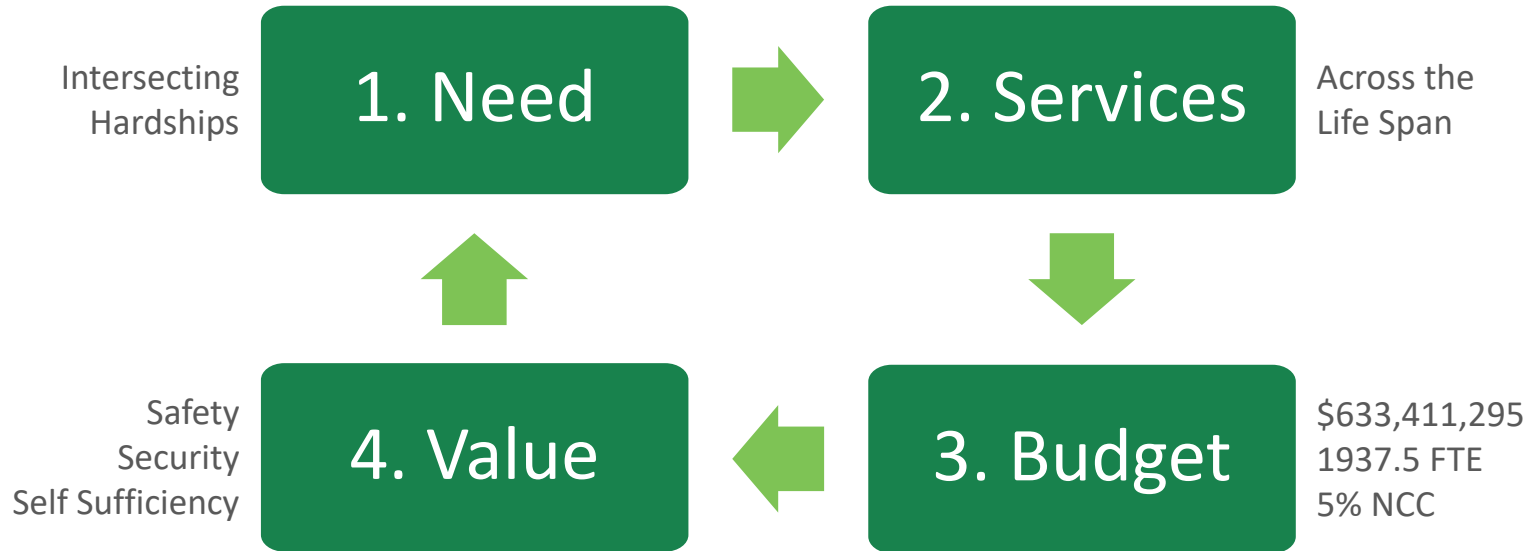 Intersecting
Hardships
1. Need
2. Services
Across the
Life Span
Safety
Security
Self Sufficiency
4. Value
3. Budget
$633,411,295
1937.5 FTE
5% NCC